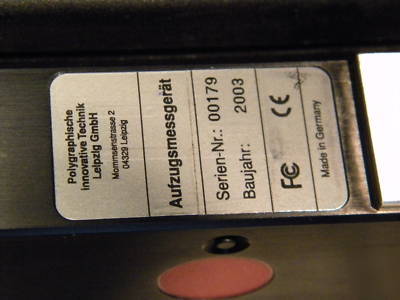 Polygraphische
Innovative Technik
Leipzig GmbH
Mommsenstrasse 2
04329 Leipzig
Aufzugsmessgerät
Serien-Nr.: 00179
Baujahr: 2003
FC CE
Made in Germany